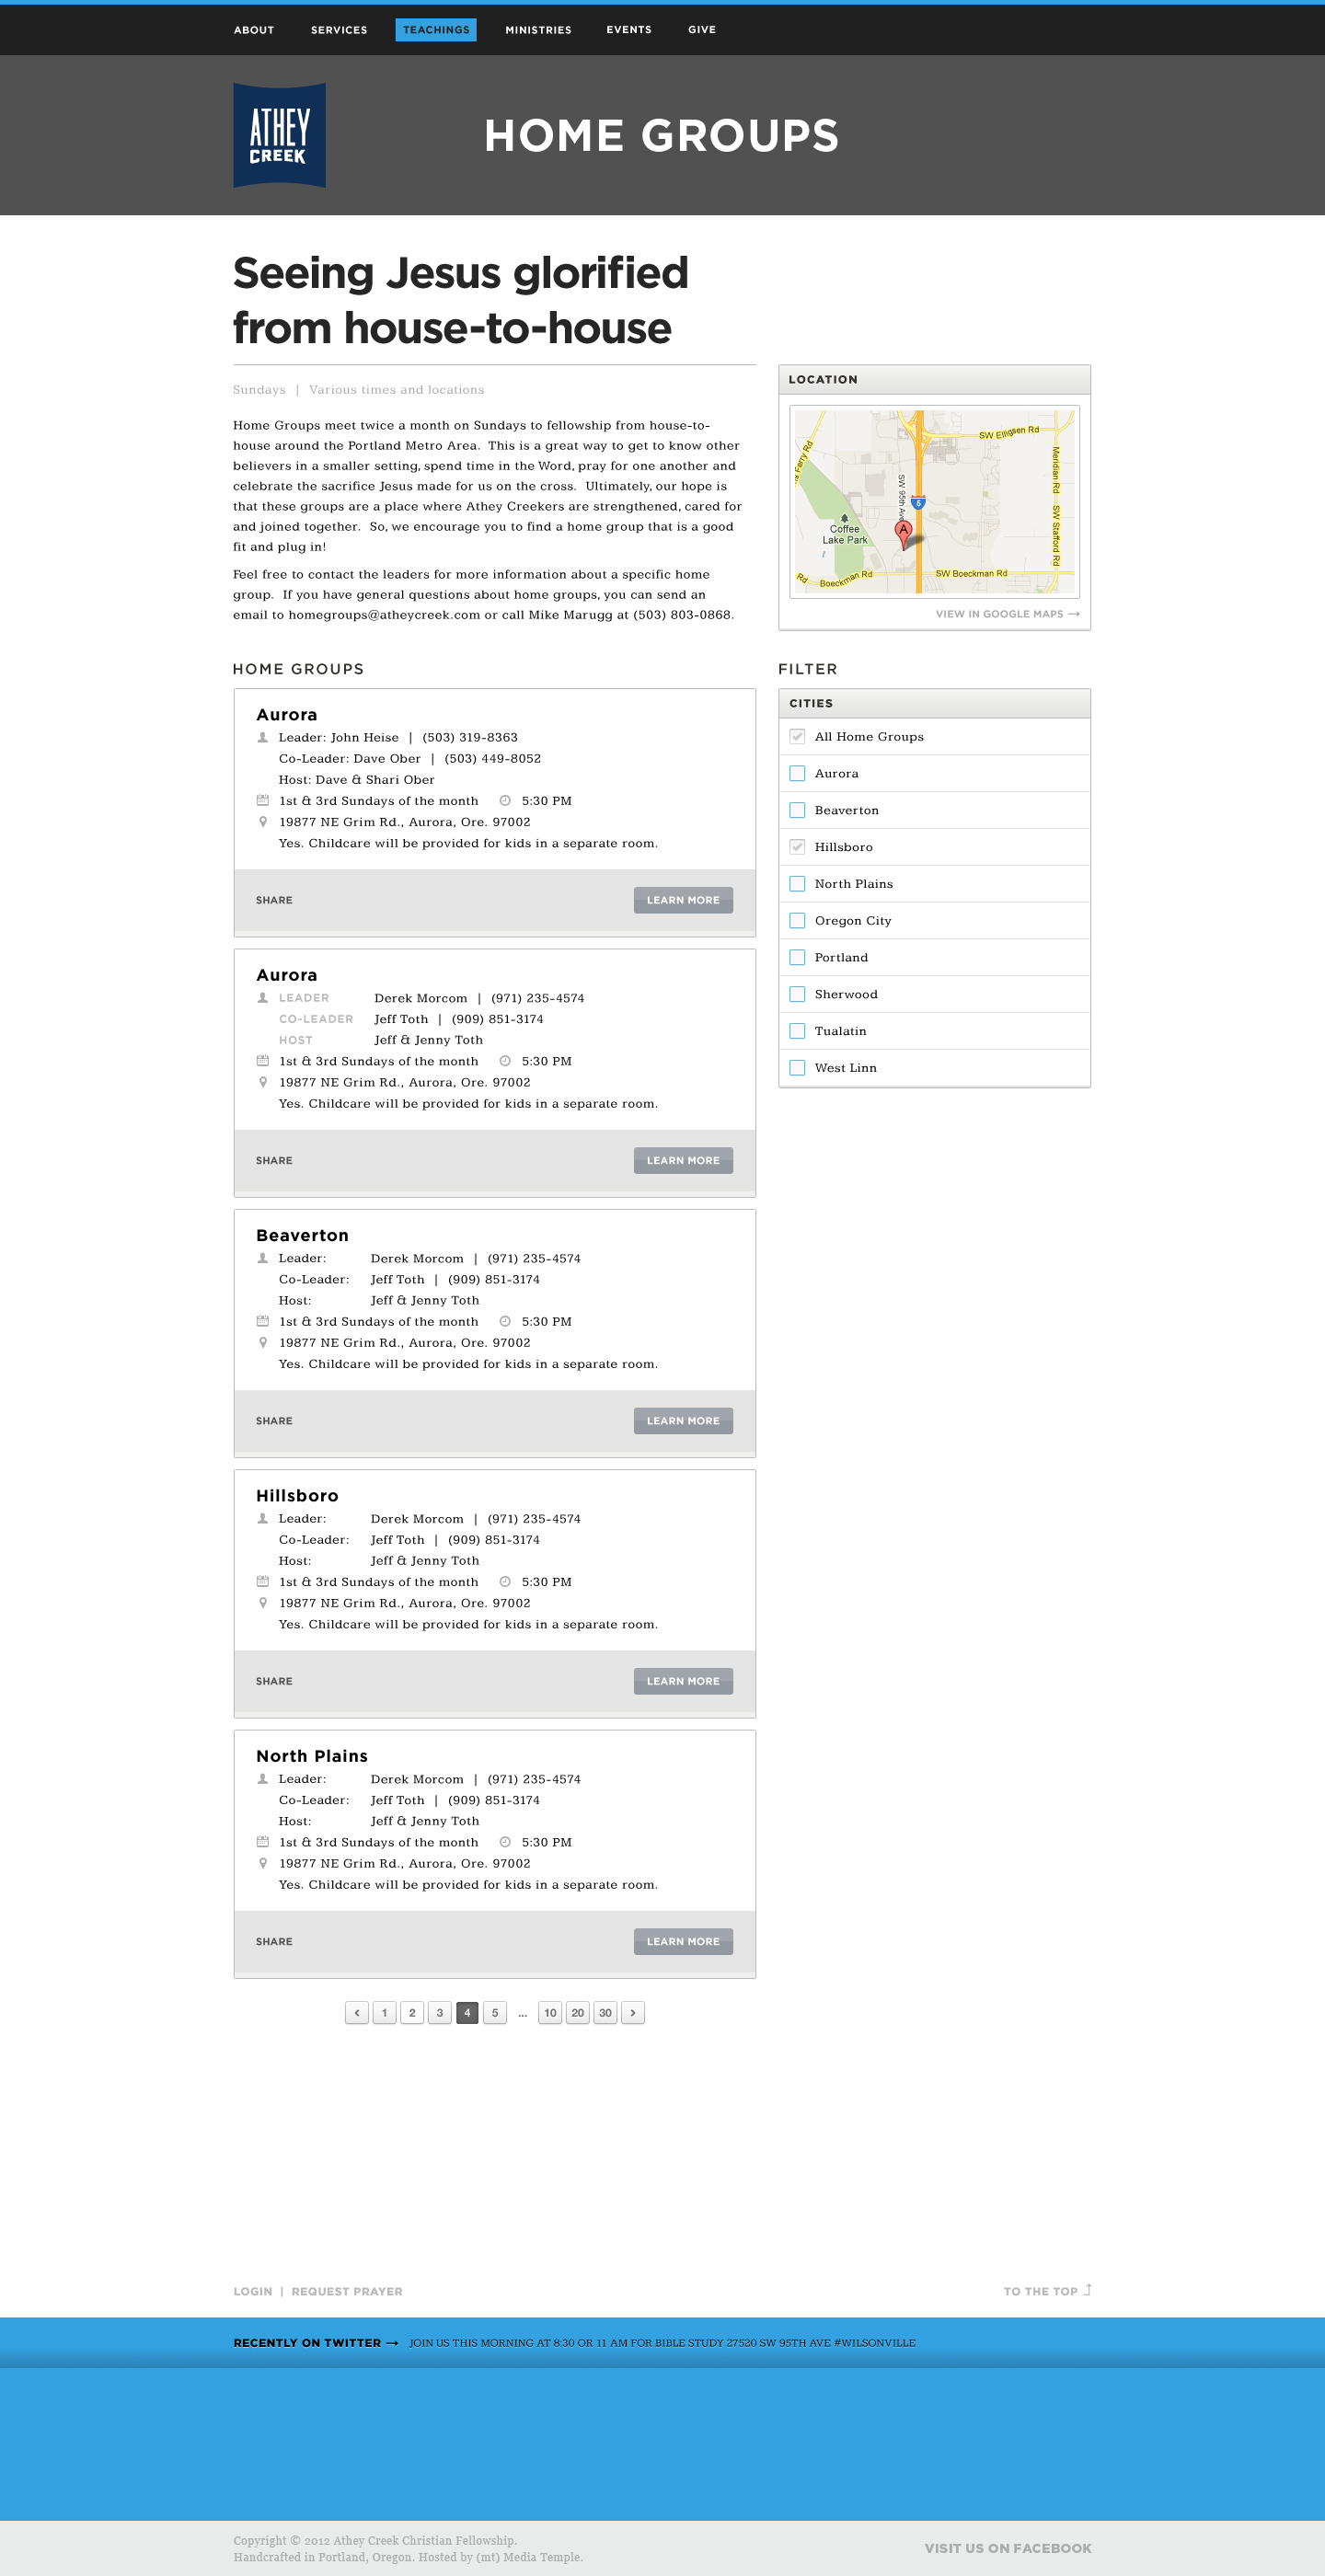 ABOUT SERVICES TEACHINGS MINISTRIES EVENTS GIVE
ATHEY
CREEK
HOME GROUPS
Seeing Jesus glorified
from house-to-house
Sundays | Various times and locations
Home Groups meet twice a month on Sundays to fellowship from house-to-
house around the Portland Metro Area. This is a great way to get to know other
believers in a smaller setting, spend time in the Word, pray for one another and
celebrate the sacrifice Jesus made for us on the cross. Ultimately, our hope is
that these groups are a place where Athey Creekers are strengthened, cared for
and joined together. So, we encourage you to find a home group that is a good
fit and plug in!
Feel free to contact the leaders for more information about a specific home
group. If you have general questions about home groups, you can send an
email to homegroups@atheycreek.com or call Mike Marugg at (503) 803-0868.
LOCATION
SW Elligsen Rd
Ferry Rd
Meridian Rd
SW 95th Ave
5
A
Coffee
Lake Park
SW Stafford Rd
Rd
Boeckman Rd
SW Boeckman Rd
VIEW IN GOOGLE MAPS →
HOME GROUPS
Aurora
Leader: John Heise | (503) 319-8363
Co-Leader: Dave Ober | (503) 449-8052
Host: Dave & Shari Ober
1st & 3rd Sundays of the month 5:30 PM
19877 NE Grim Rd., Aurora, Ore. 97002
Yes. Childcare will be provided for kids in a separate room.
SHARE LEARN MORE
Aurora
LEADER Derek Morcom | (971) 235-4574
CO-LEADER Jeff Toth | (909) 851-3174
HOST Jeff & Jenny Toth
1st & 3rd Sundays of the month 5:30 PM
19877 NE Grim Rd., Aurora, Ore. 97002
Yes. Childcare will be provided for kids in a separate room.
SHARE LEARN MORE
Beaverton
Leader: Derek Morcom | (971) 235-4574
Co-Leader: Jeff Toth | (909) 851-3174
Host: Jeff & Jenny Toth
1st & 3rd Sundays of the month 5:30 PM
19877 NE Grim Rd., Aurora, Ore. 97002
Yes. Childcare will be provided for kids in a separate room.
SHARE LEARN MORE
Hillsboro
Leader: Derek Morcom | (971) 235-4574
Co-Leader: Jeff Toth | (909) 851-3174
Host: Jeff & Jenny Toth
1st & 3rd Sundays of the month 5:30 PM
19877 NE Grim Rd., Aurora, Ore. 97002
Yes. Childcare will be provided for kids in a separate room.
SHARE LEARN MORE
North Plains
Leader: Derek Morcom | (971) 235-4574
Co-Leader: Jeff Toth | (909) 851-3174
Host: Jeff & Jenny Toth
1st & 3rd Sundays of the month 5:30 PM
19877 NE Grim Rd., Aurora, Ore. 97002
Yes. Childcare will be provided for kids in a separate room.
SHARE LEARN MORE
‹ 1 2 3 4 5 ... 10 20 30 ›
FILTER
CITIES
All Home Groups
Aurora
Beaverton
Hillsboro
North Plains
Oregon City
Portland
Sherwood
Tualatin
West Linn
LOGIN | REQUEST PRAYER
TO THE TOP
RECENTLY ON TWITTER → JOIN US THIS MORNING AT 8:30 OR 11 AM FOR BIBLE STUDY 27520 SW 95TH AVE #WILSONVILLE
Copyright © 2012 Athey Creek Christian Fellowship.
Handcrafted in Portland, Oregon. Hosted by (mt) Media Temple.
VISIT US ON FACEBOOK